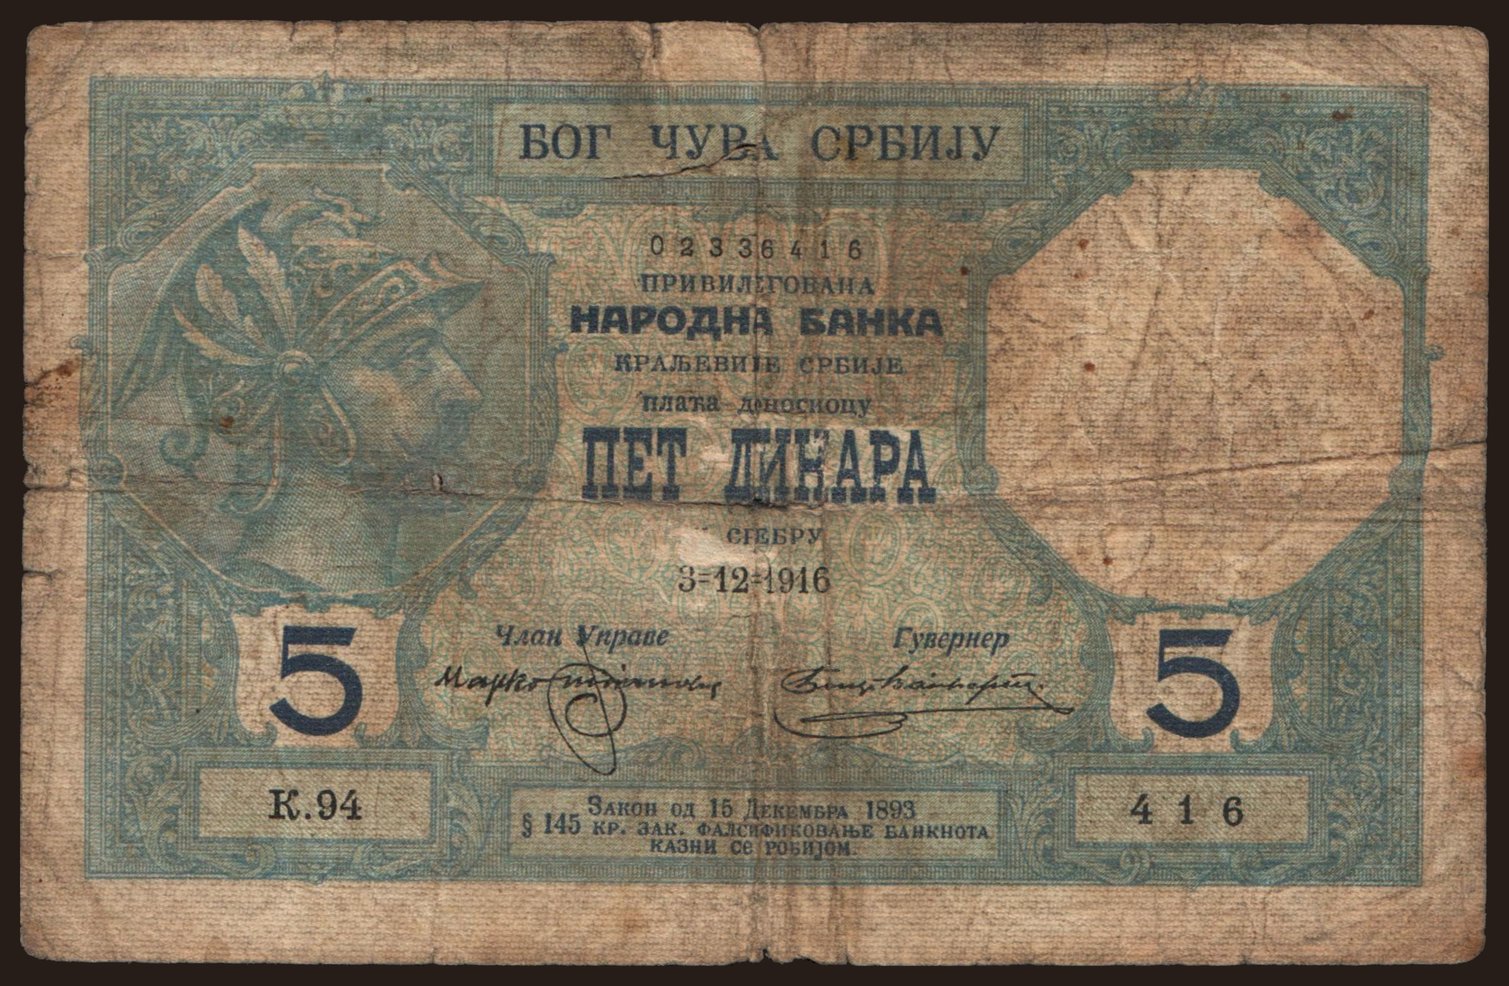 БОГ ЧУВА СРБИЈУ
02336416
ПРИВИЛЕГОВАНА
НАРОДНА БАНКА
КРАЉЕВИНЕ СРБИЈЕ
плаћа доносиоцу
ПЕТ ДИНАРА
СРЕБРУ
3=12=1916
Члан Управе Гувернер
Марко
5 5
К.94 416
ЗАКОН ОД 15 ДЕКЕМБРА 1893
§ 145 КР. ЗАК. ФАЛСИФИКОВАЊЕ БАНКНОТА
КАЗНИ СЕ РОБИЈОМ.